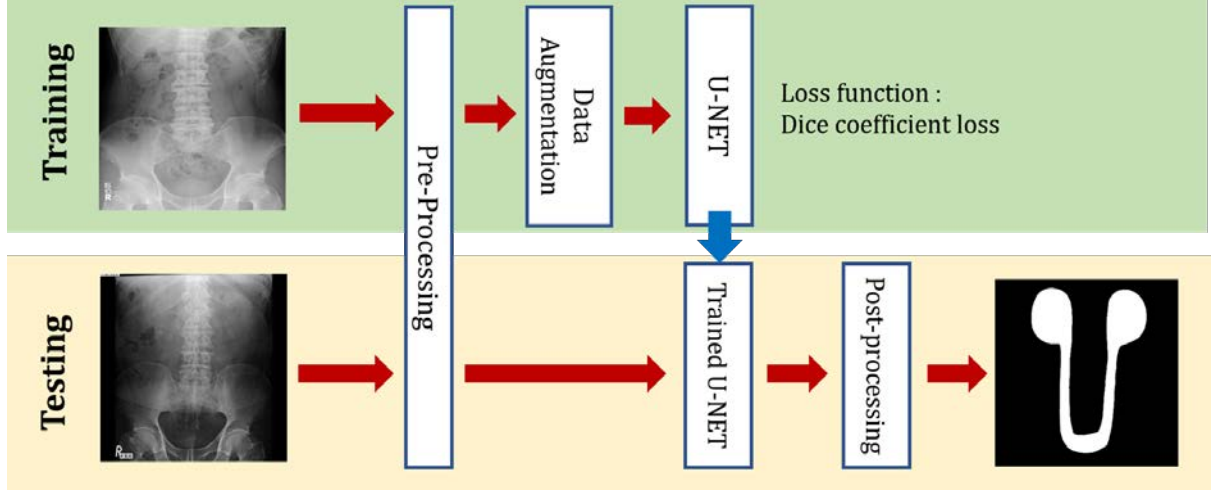 Training
Pre-Processing
Data
Augmentation
U-NET
Loss function :
Dice coefficient loss
Testing
R
Trained U-NET
Post-processing